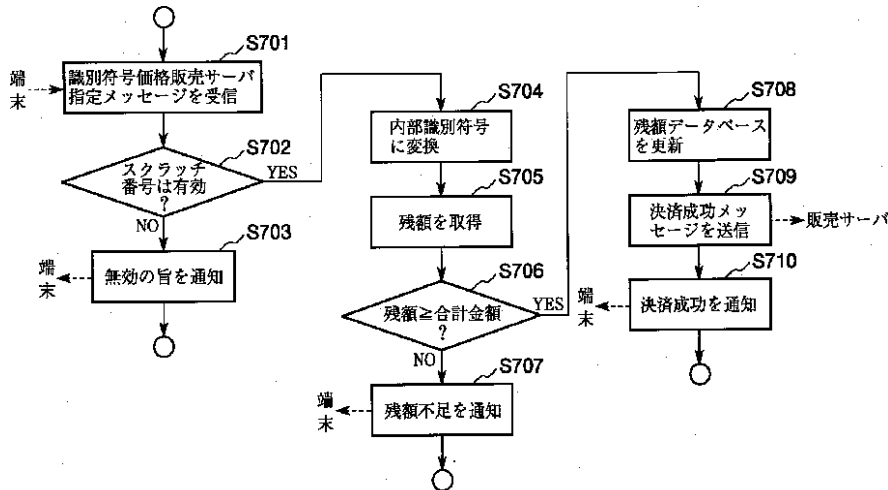 S701
端
末
識別符号価格販売サーバ
指定メッセージを受信
S702
スクラッチ
番号は有効
?
YES
NO
S703
端
末
無効の旨を通知
S704
内部識別符号
に変換
S705
残額を取得
S706
残額≧合計金額
?
YES
NO
S707
端
末
残額不足を通知
S708
残額データベース
を更新
S709
決済成功メッ
セージを送信
販売サーバ
S710
端
末
決済成功を通知